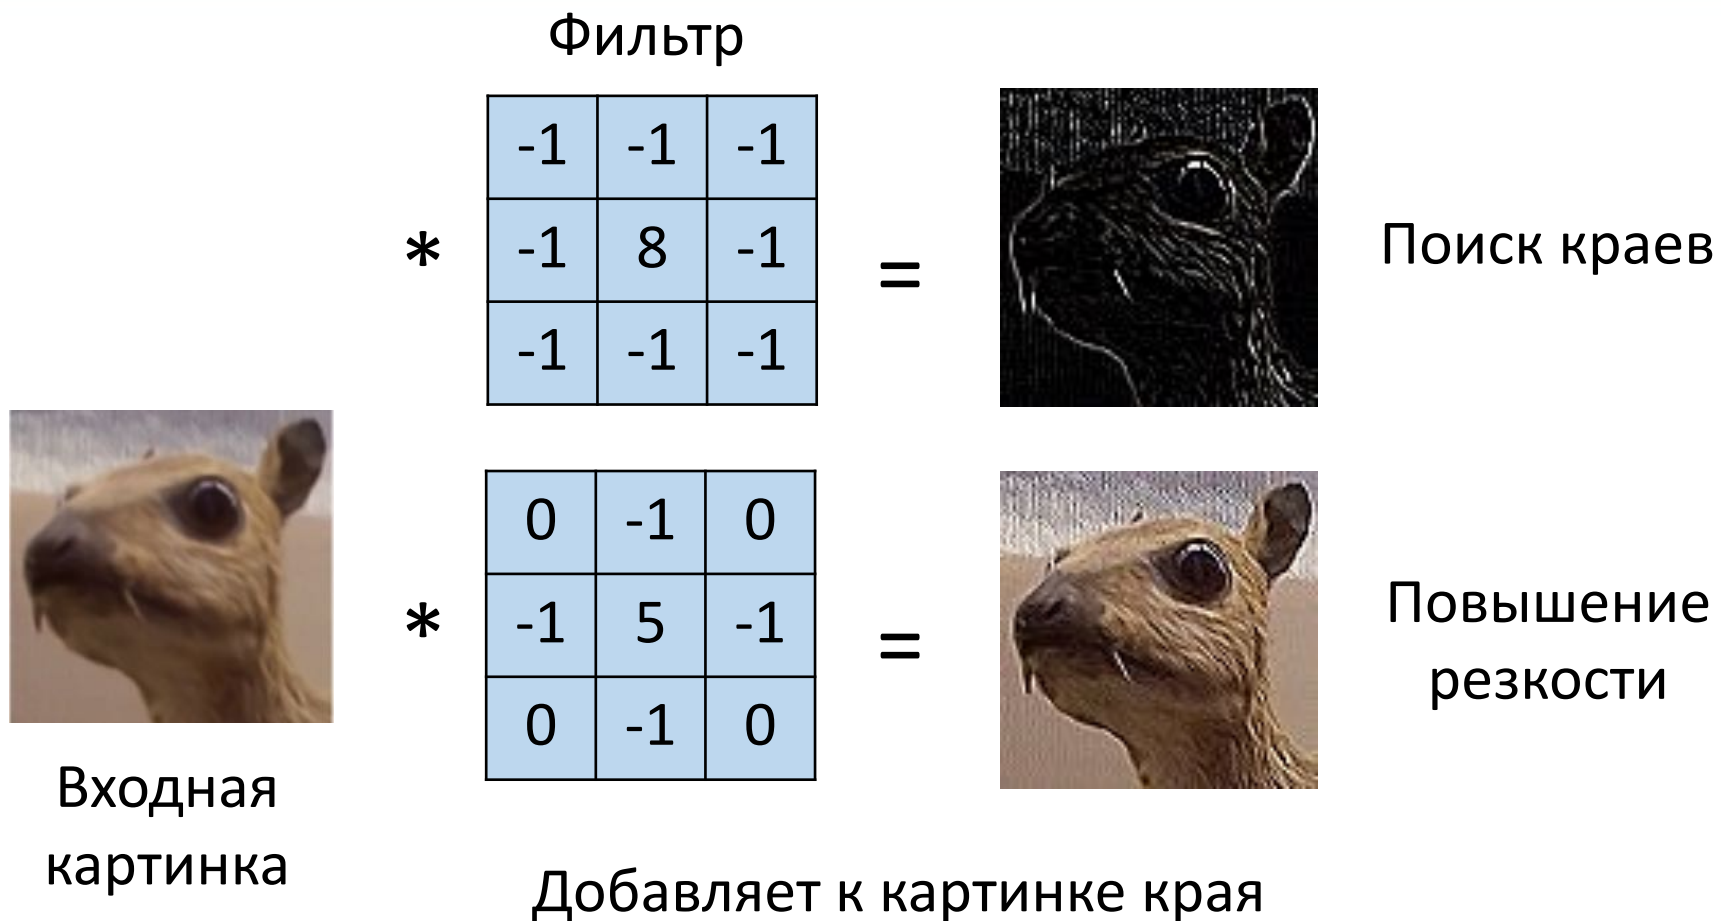 Фильтр
-1 -1 -1
* -1 8 -1 = Поиск краев
-1 -1 -1
0 -1 0
* -1 5 -1 = Повышение
резкости
0 -1 0
Входная
картинка
Добавляет к картинке края